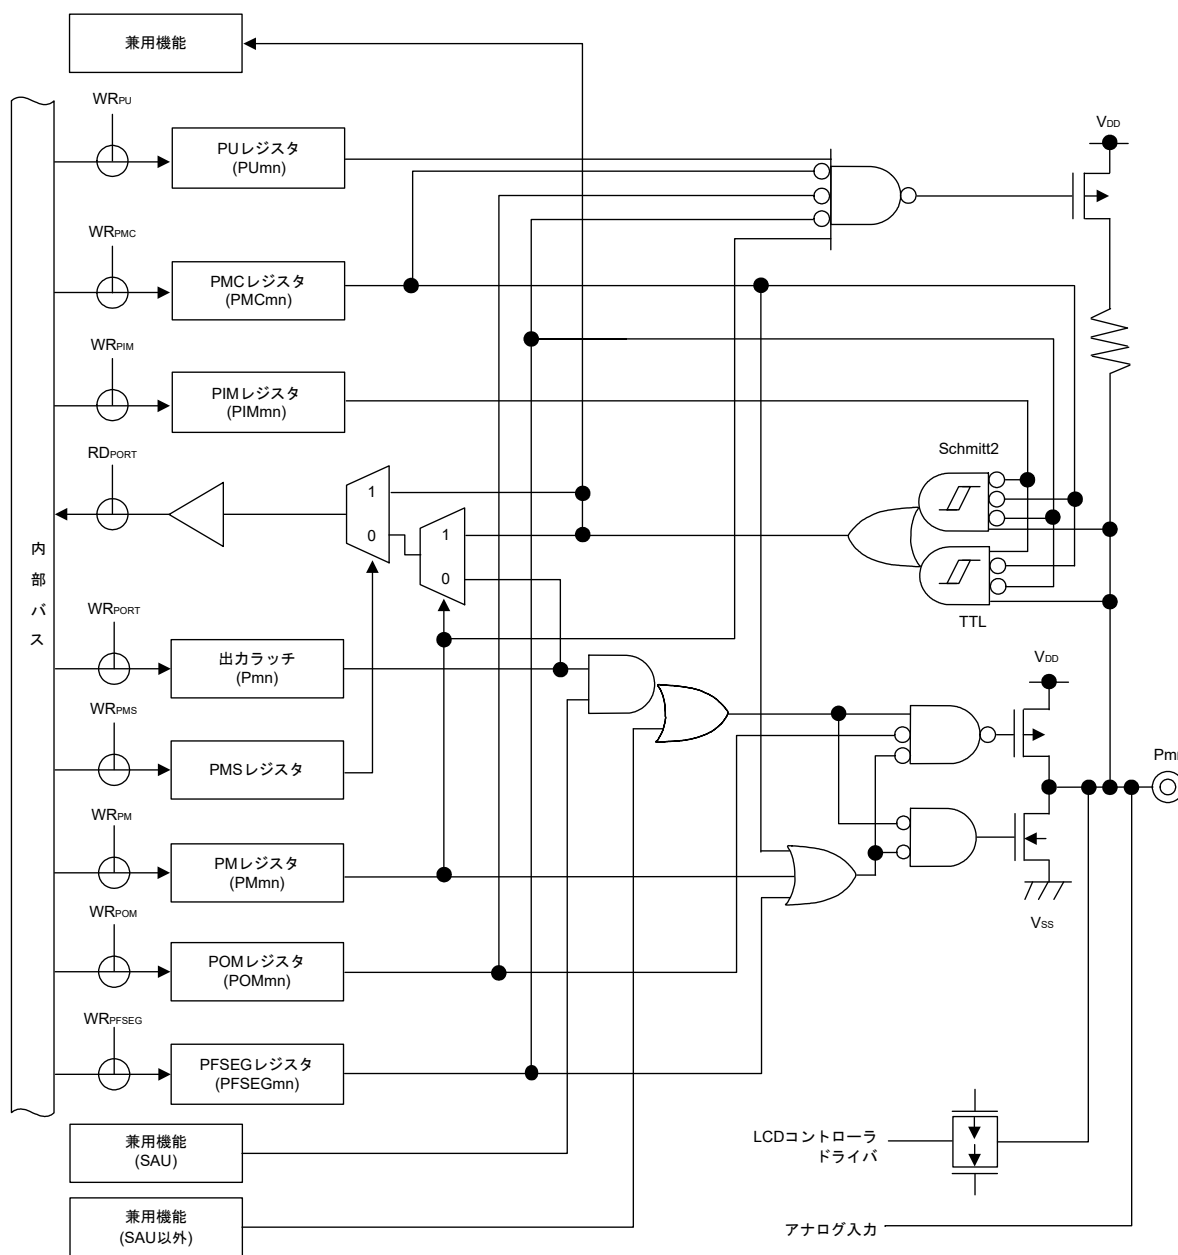 兼用機能
WRPU
PUレジスタ
(PUmn)
VDD
WRPMC
PMCレジスタ
(PMCmn)
WRPIM
PIMレジスタ
(PIMmn)
RDPORT
Schmitt2
1
0
1
0
内部バス
TTL
WRPORT
出力ラッチ
(Pmn)
VDD
WRPMS
PMSレジスタ
Pmn
WRPM
PMレジスタ
(PMmn)
WRPOM
POMレジスタ
(POMmn)
VSS
WRPFSEG
PFSEGレジスタ
(PFSEGmn)
兼用機能
(SAU)
LCDコントローラ
ドライバ
兼用機能
(SAU以外)
アナログ入力